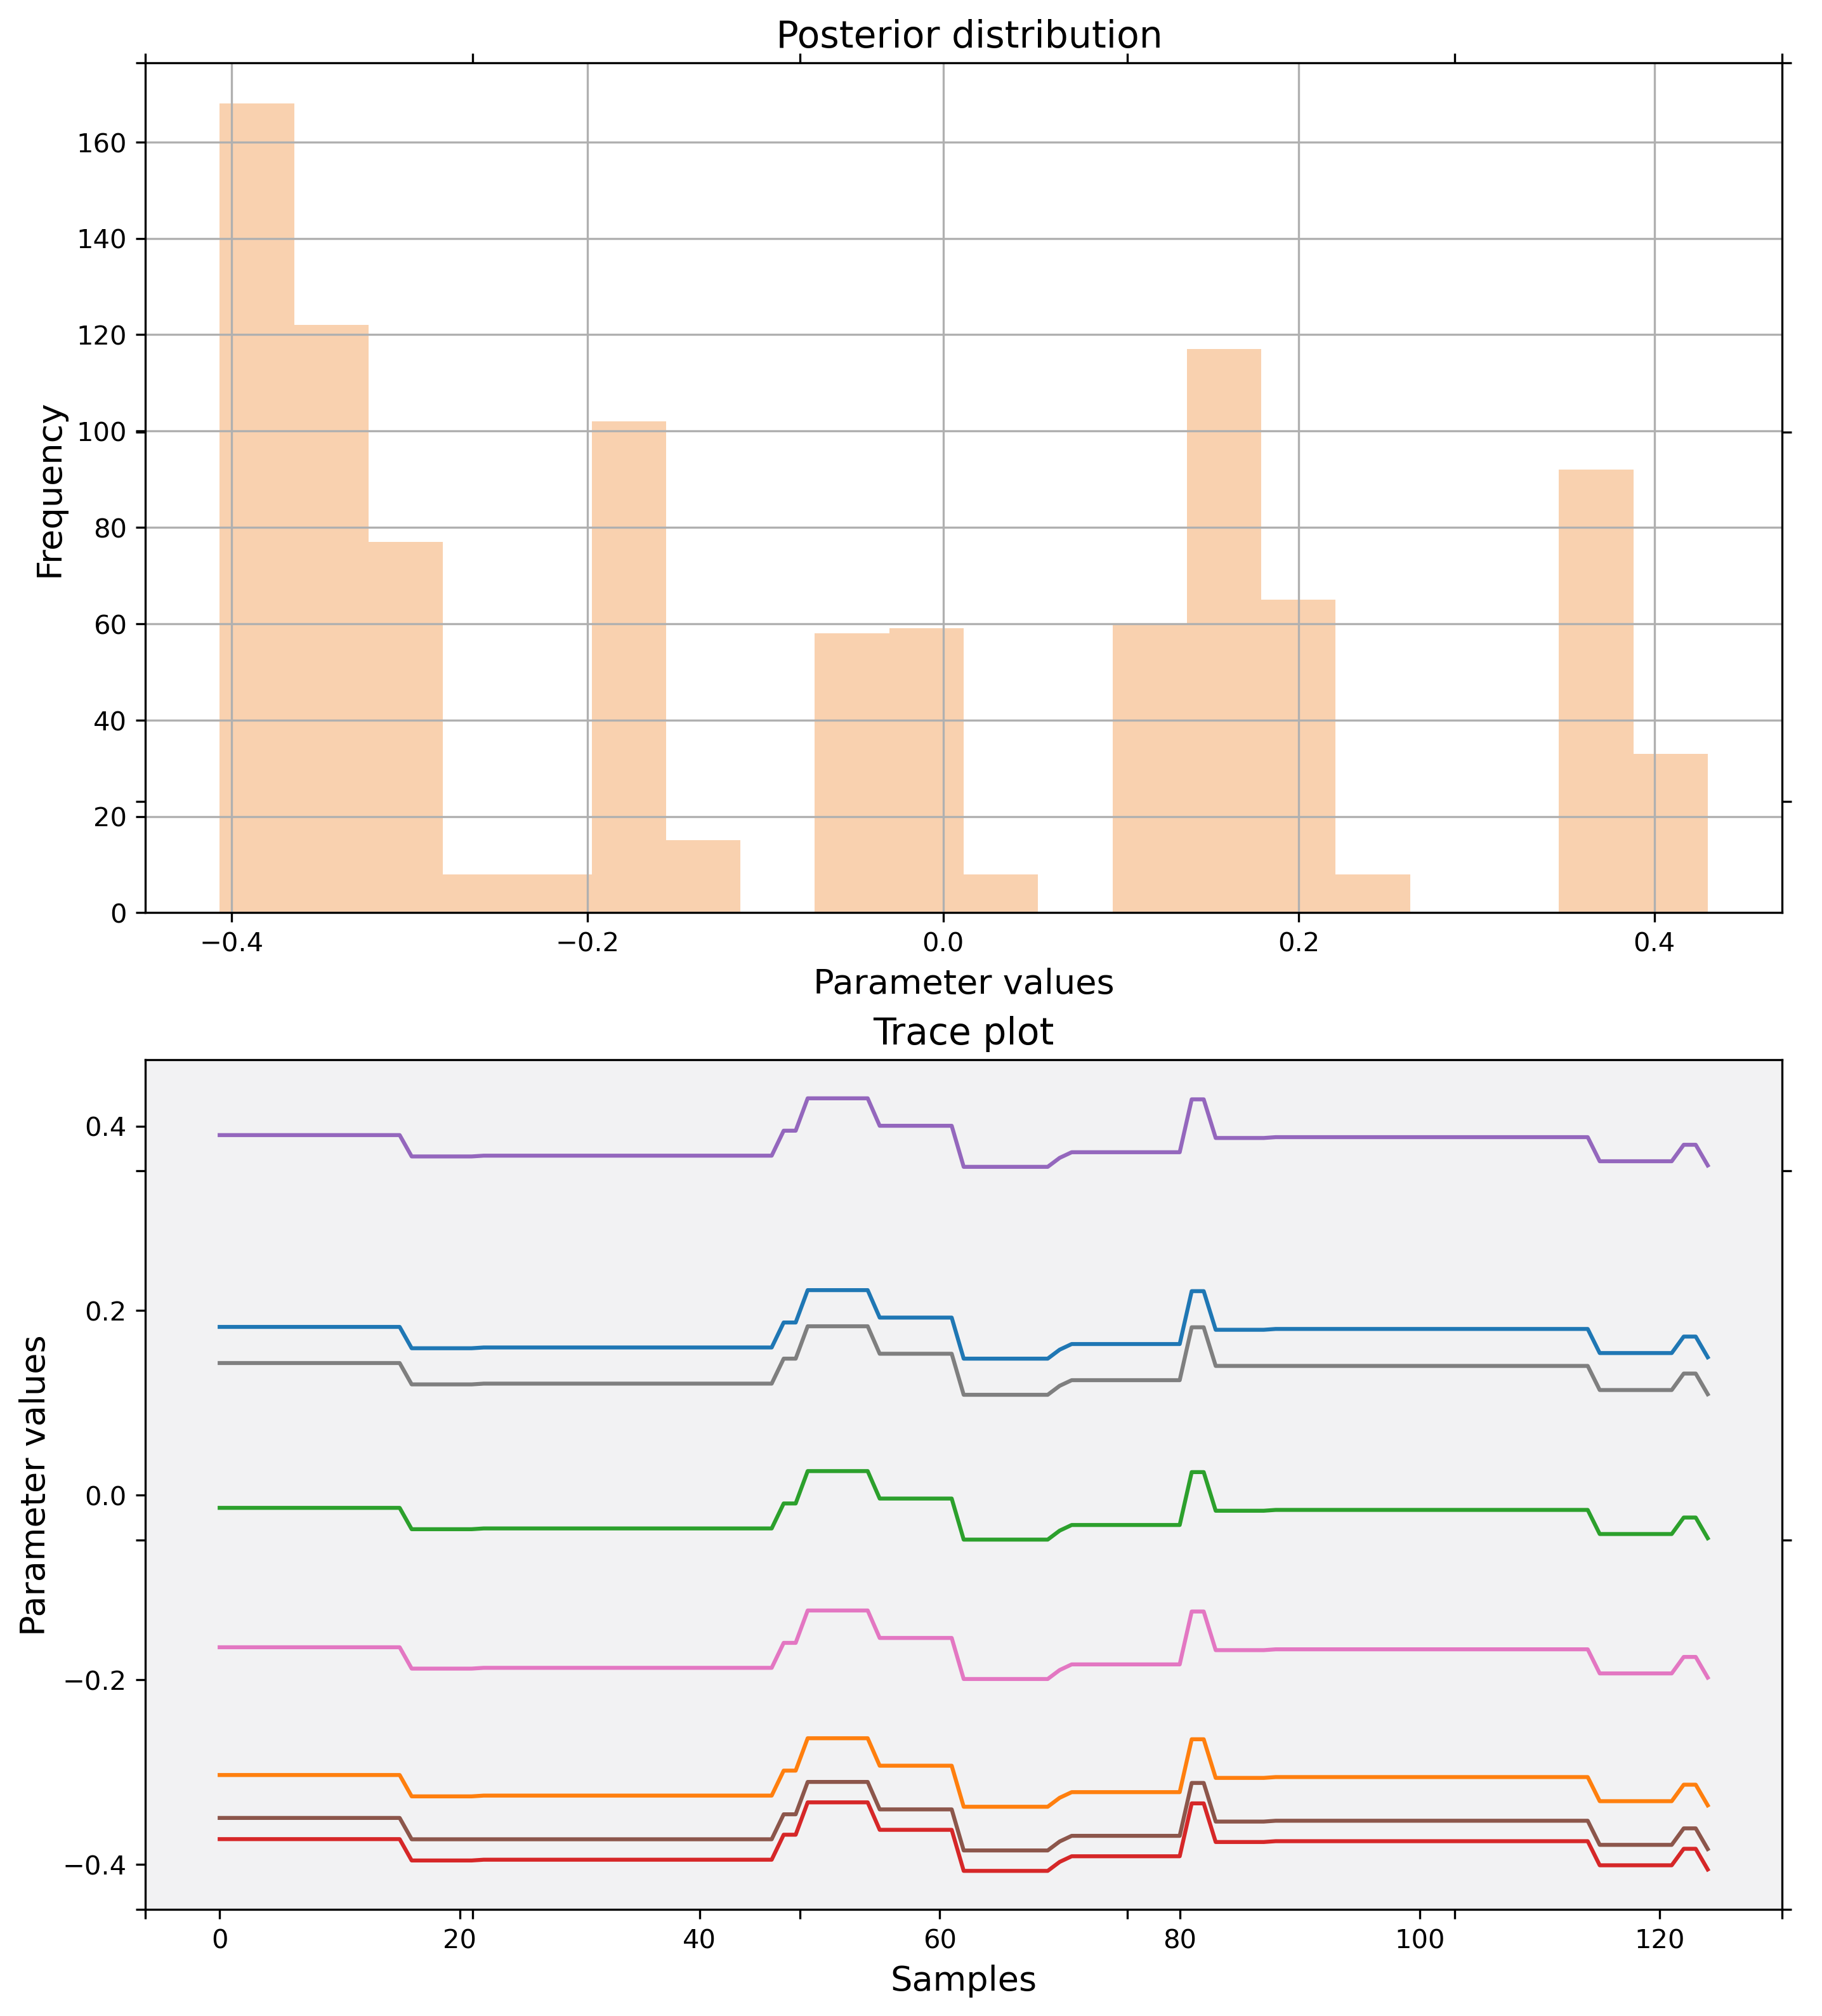 Posterior distribution
160
140
120
100
80
60
40
20
0
Frequency
−0.4 −0.2 0.0 0.2 0.4
Parameter values
Trace plot
0.4
0.2
0.0
−0.2
−0.4
Parameter values
0 20 40 60 80 100 120
Samples